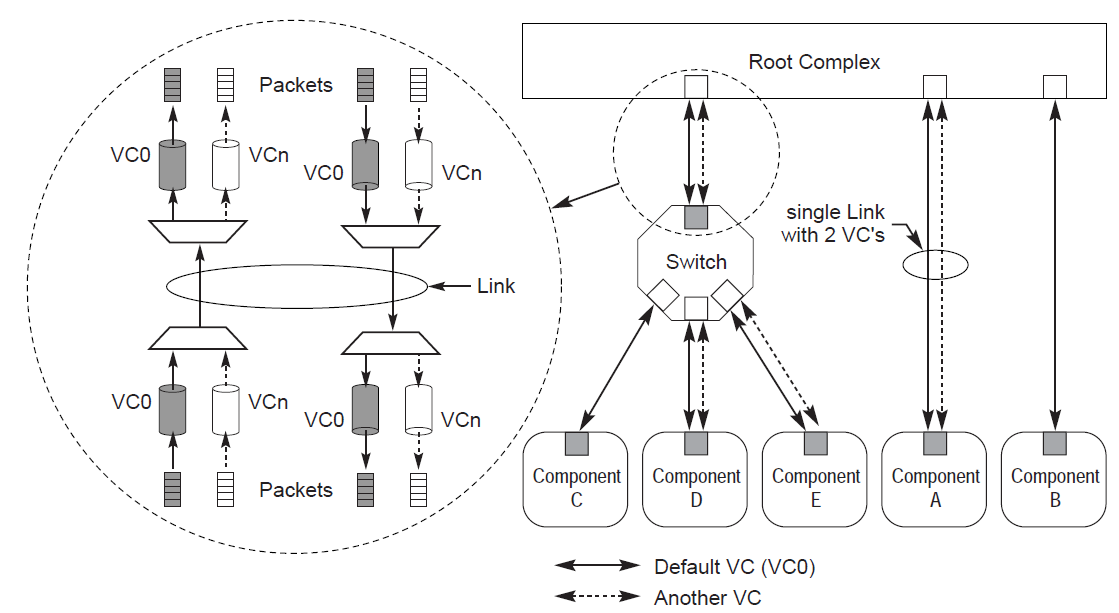 Packets
VC0
VCn
VC0
VCn
Link
VC0
VCn
VC0
VCn
Packets
Root Complex
single Link
with 2 VC's
Switch
Component
C
Component
D
Component
E
Component
A
Component
B
Default VC (VC0)
Another VC